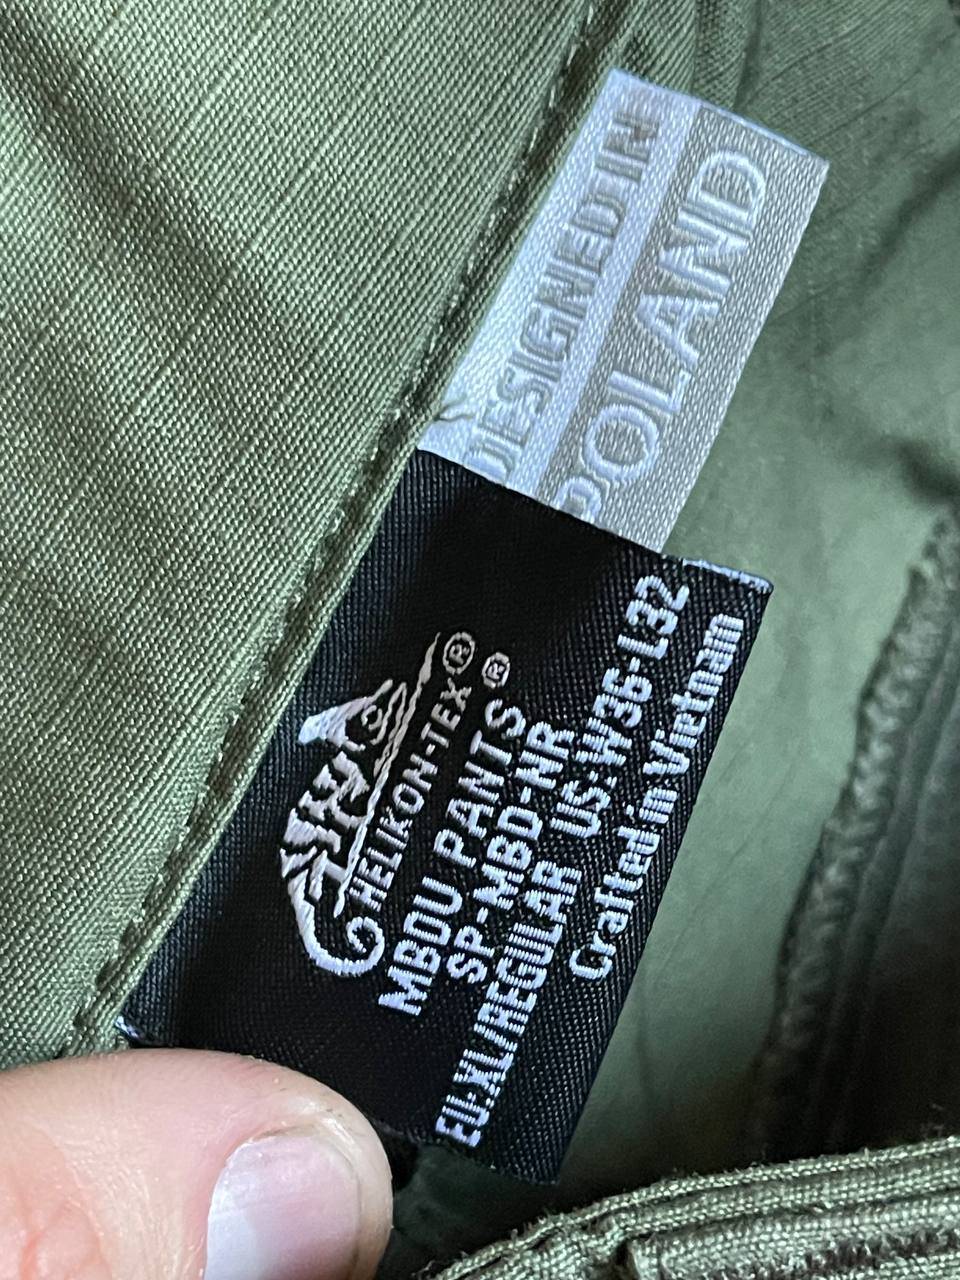 DESIGNED IN
POLAND
HELIKON-TEX®
MBDU PANTS®
SP-MBD-NR
EU:XL/REGULAR US:W36-L32
Crafted in Vietnam